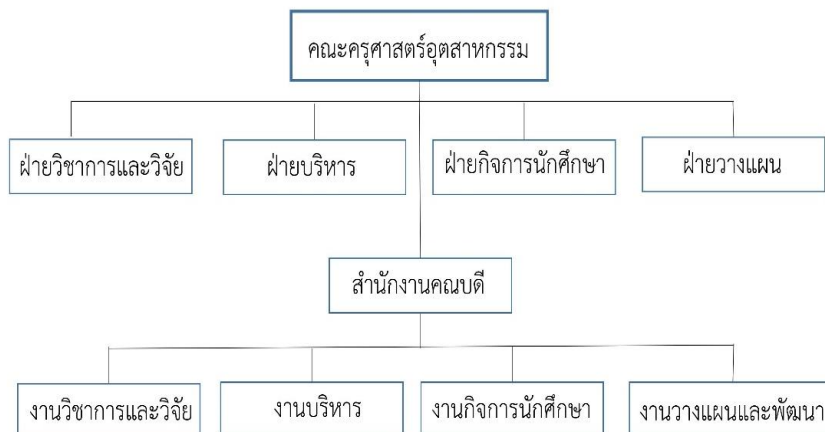 คณะครุศาสตร์อุตสาหกรรม
ฝ่ายวิชาการและวิจัย
ฝ่ายบริหาร
ฝ่ายกิจการนักศึกษา
ฝ่ายวางแผน
สำนักงานคณบดี
งานวิชาการและวิจัย
งานบริหาร
งานกิจการนักศึกษา
งานวางแผนและพัฒนา